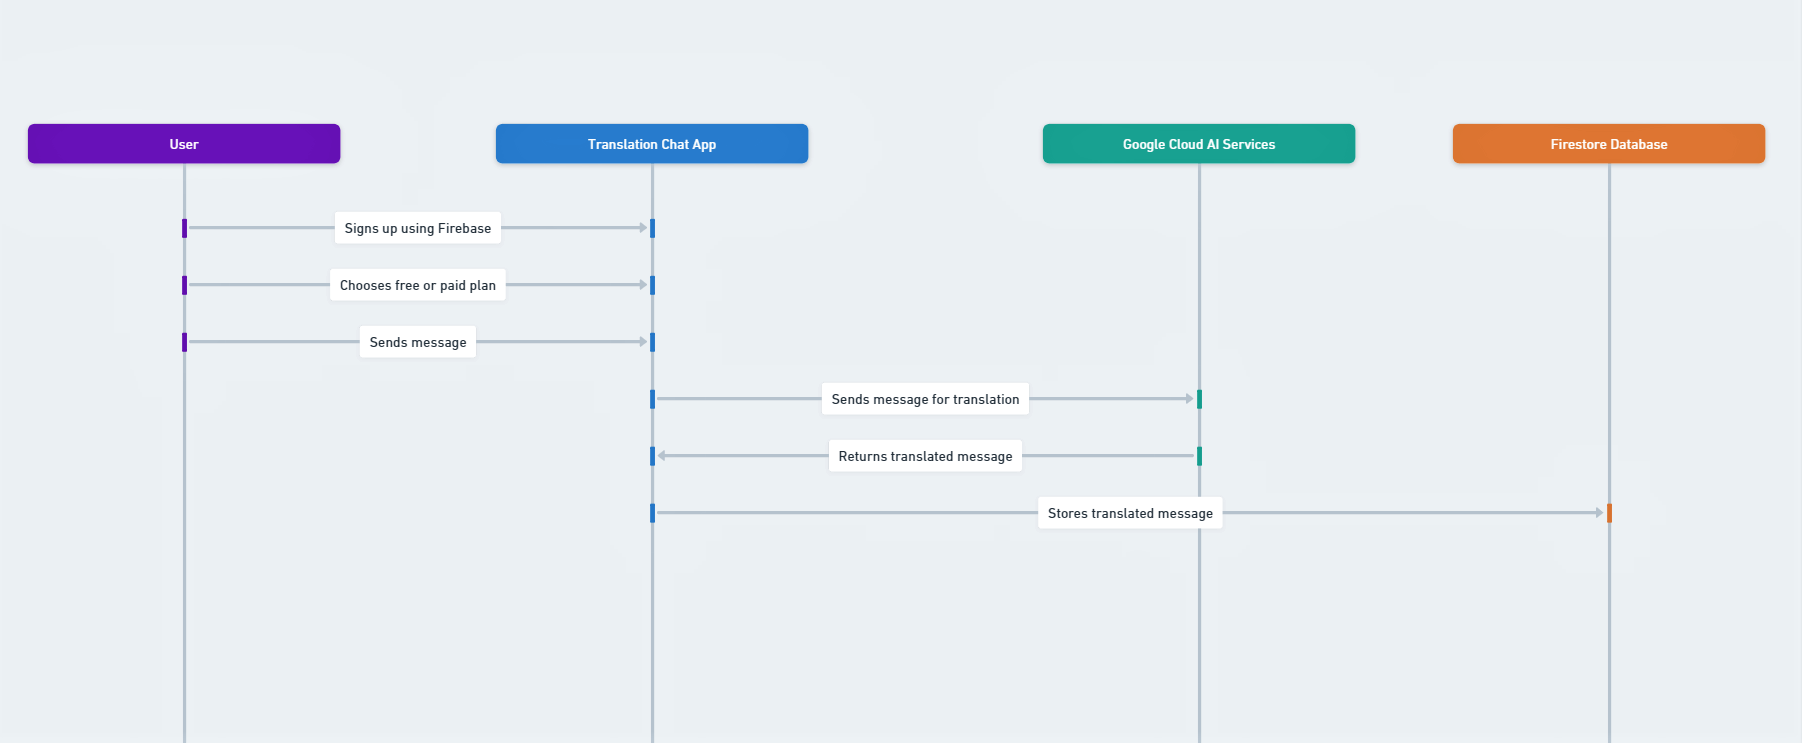 User
Translation Chat App
Google Cloud AI Services
Firestore Database
Signs up using Firebase
Chooses free or paid plan
Sends message
Sends message for translation
Returns translated message
Stores translated message